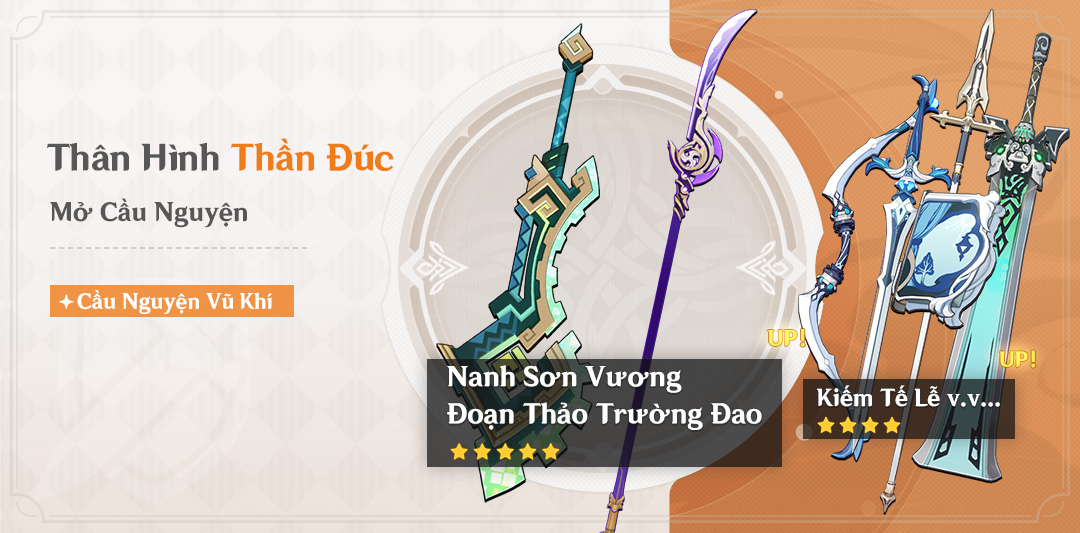 Thân Hình Thần Đúc
Mở Cầu Nguyện
Cầu Nguyện Vũ Khí
Nanh Sơn Vương
Đoạn Thảo Trường Đao
UP!
Kiếm Tế Lễ v.v...
UP!